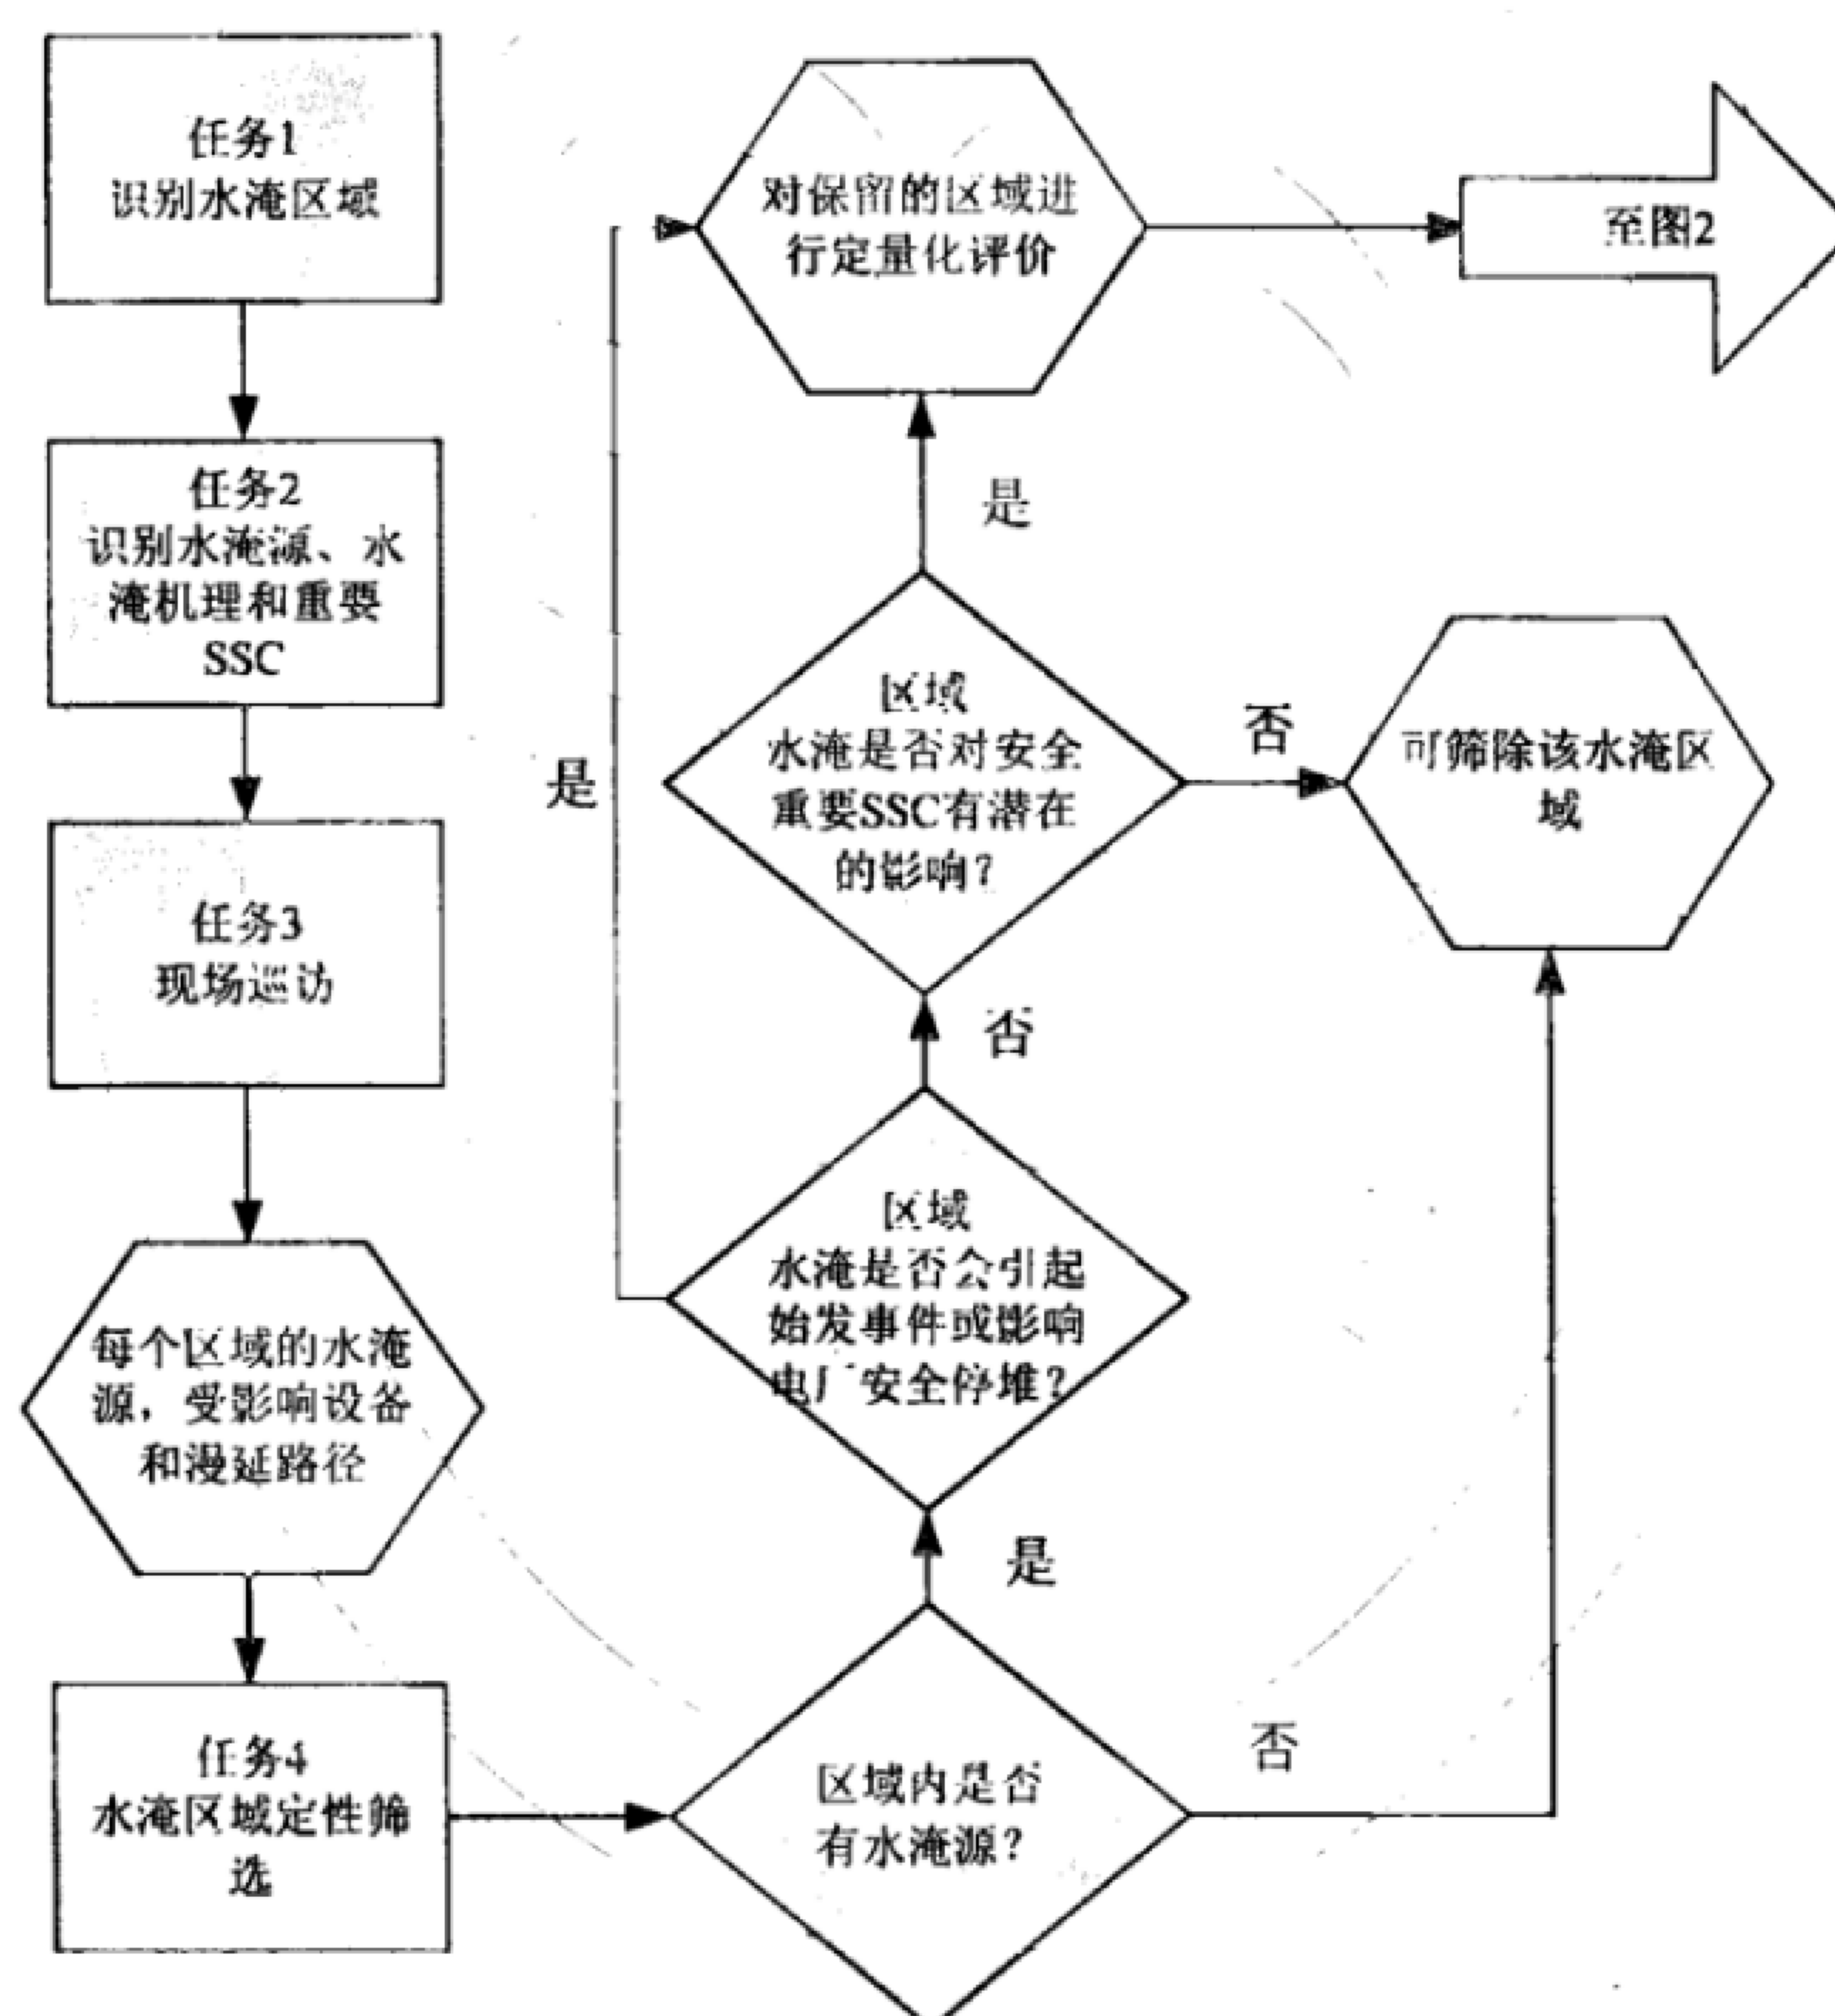 任务1
识别水淹区域
任务2
识别水淹源、水
淹机理和重要
SSC
任务3
现场巡访
每个区域的水淹
源，受影响设备
和漫延路径
任务4
水淹区域定性筛
选
对保留的区域进
行定量化评价
至图2
是
区域
水淹是否对安全
重要SSC有潜在
的影响？
否
可筛除该水淹区
域
是
否
区域
水淹是否会引起
始发事件或影响
电厂安全停堆？
是
区域内是否
有水淹源？
否